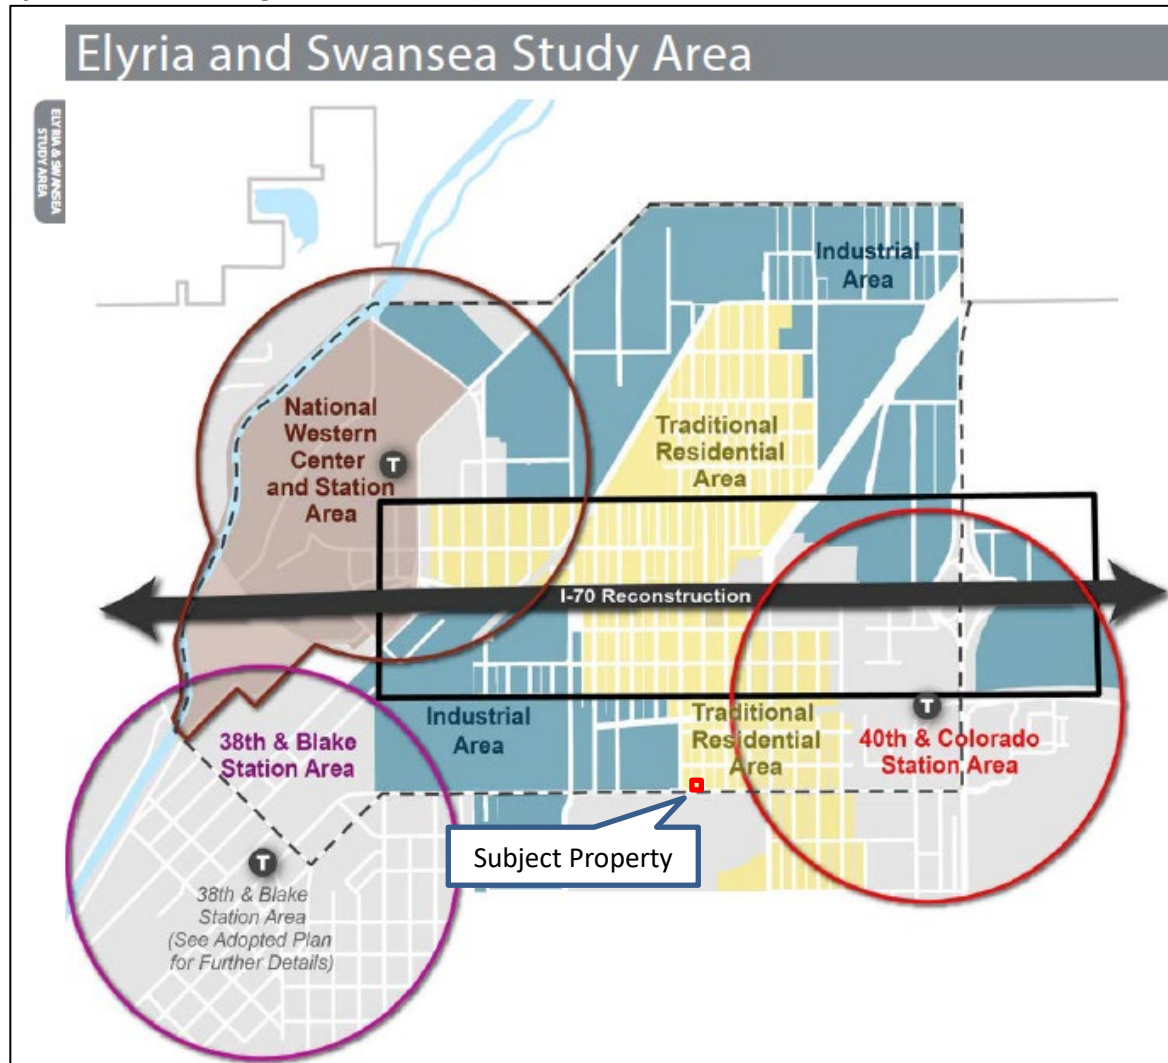 Elyria and Swansea Study Area
ELYRIA & SWANSEA
STUDY AREA
Industrial
Area
National
Western
Center
and Station
Area
T
Traditional
Residential
Area
I-70 Reconstruction
38th & Blake
Station Area
Industrial
Area
Traditional
Residential
Area
T
40th & Colorado
Station Area
Subject Property
T
38th & Blake
Station Area
(See Adopted Plan
for Further Details)